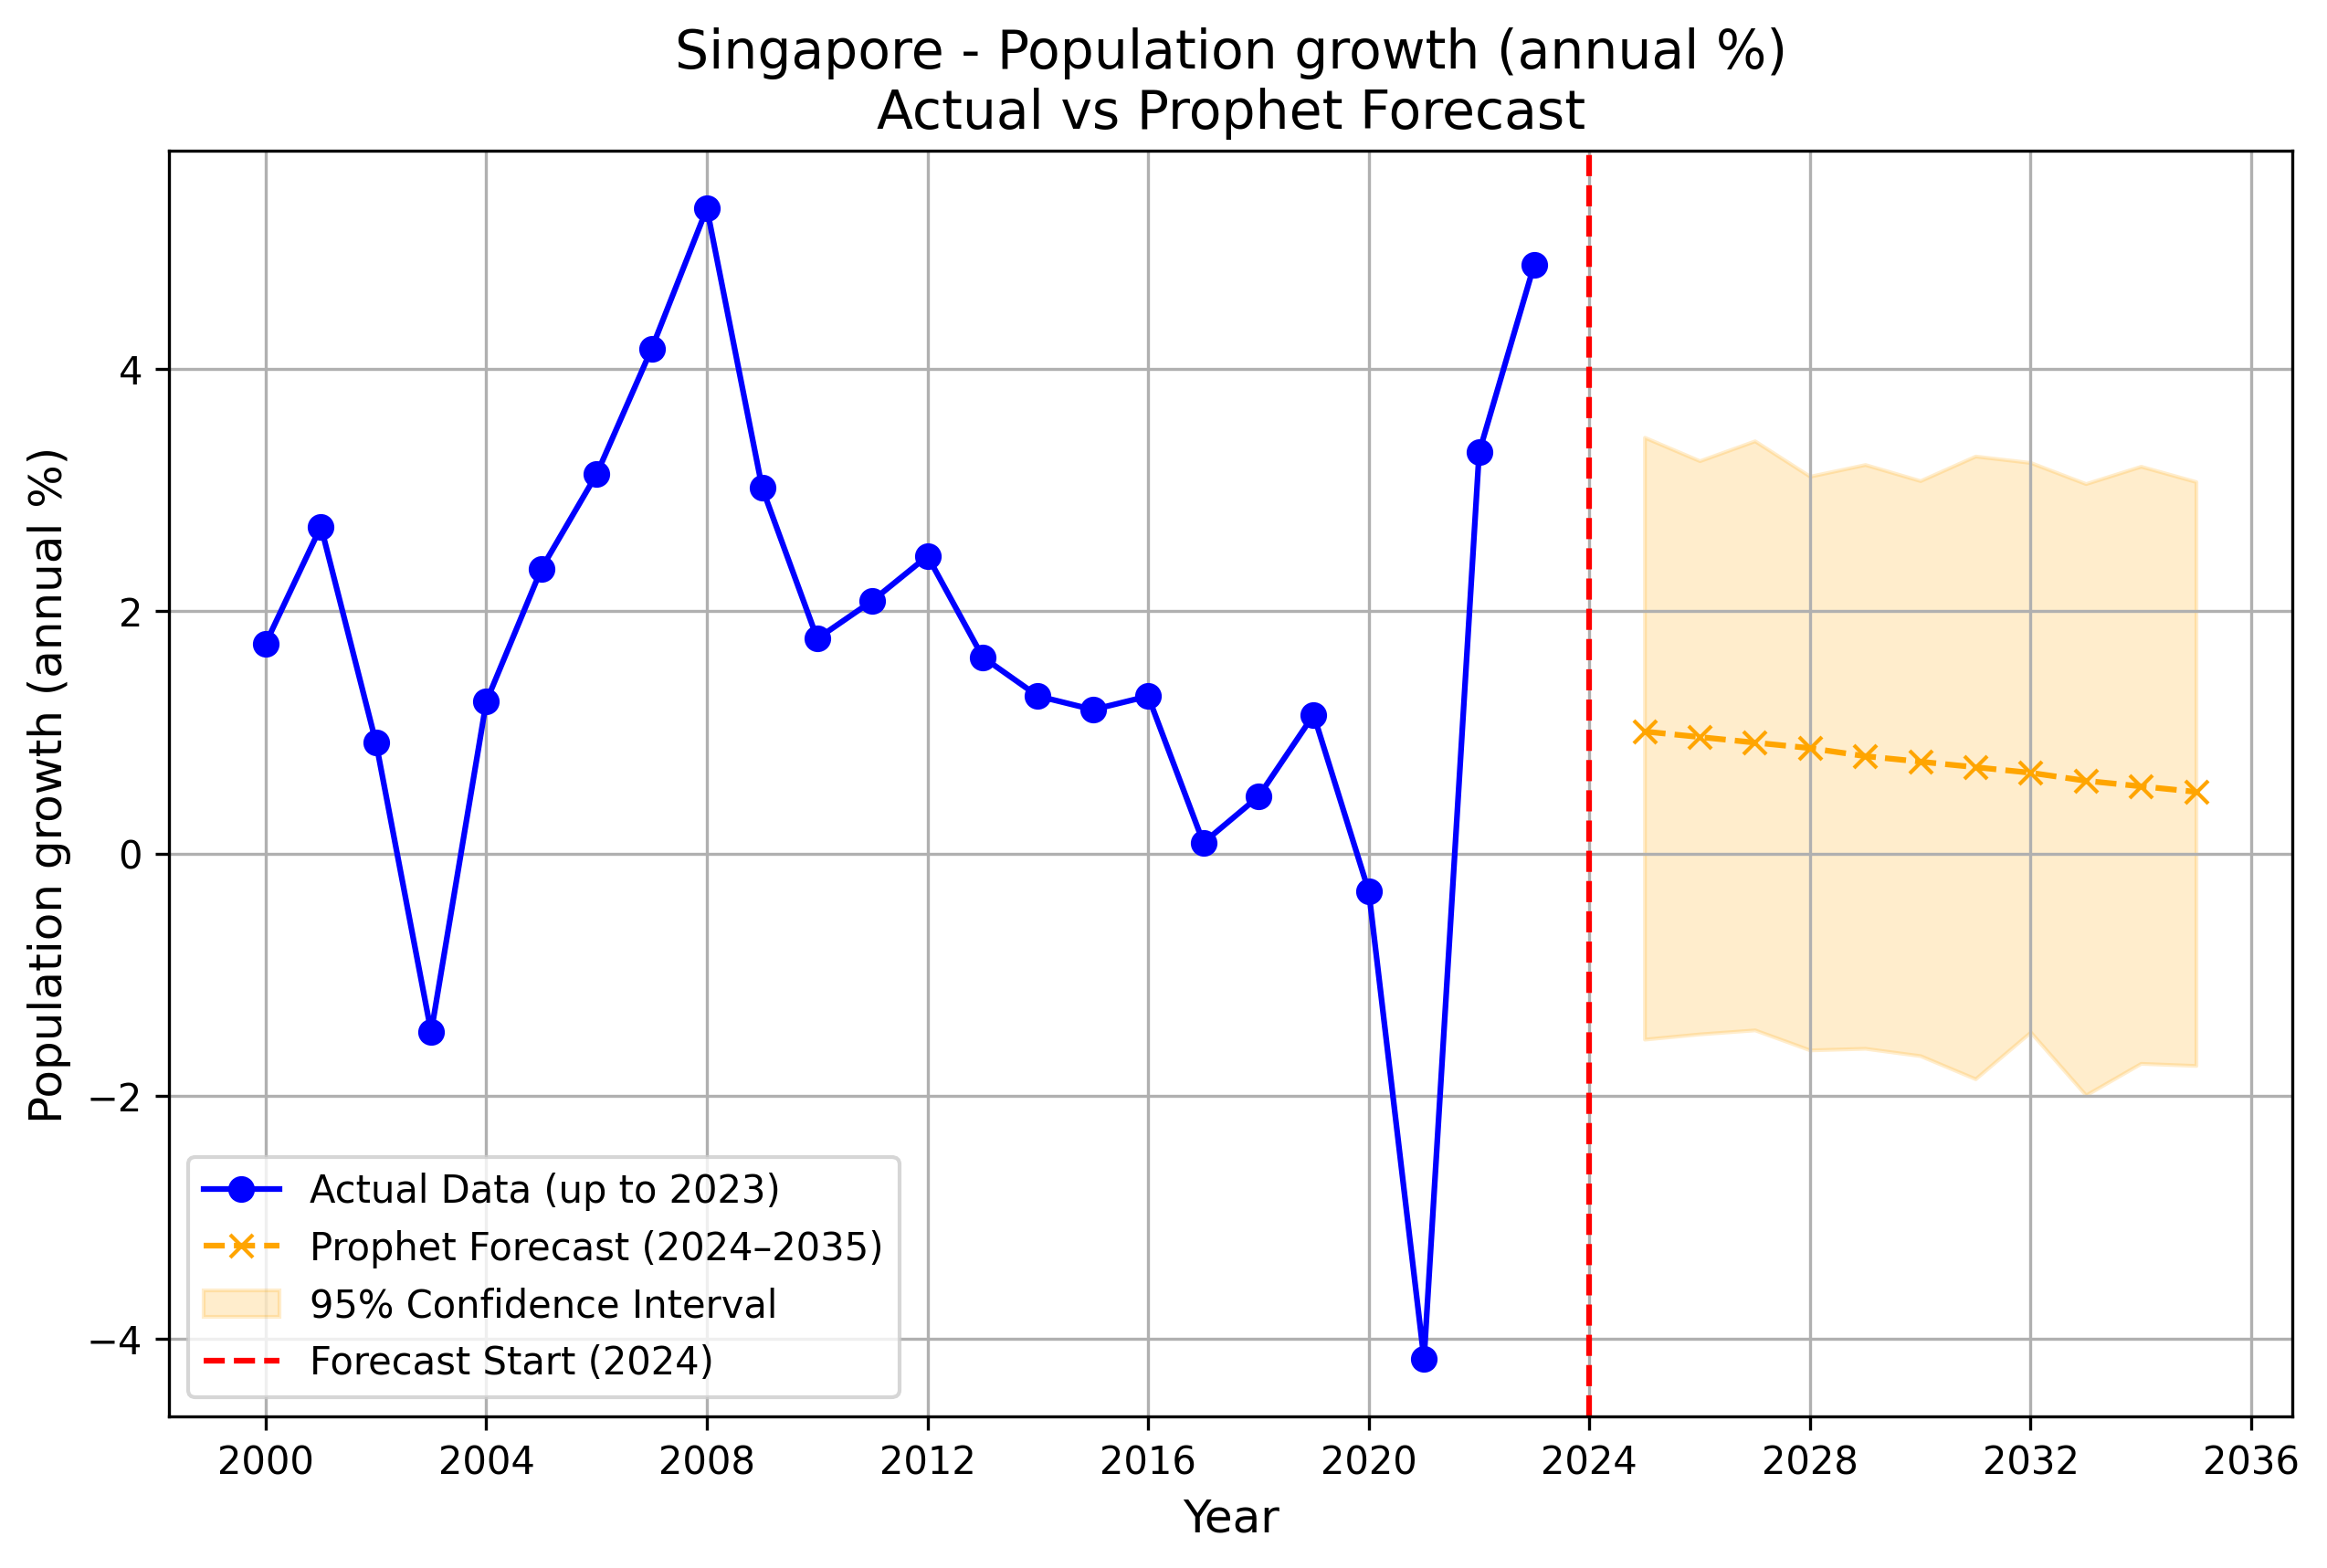 Singapore - Population growth (annual %)
Actual vs Prophet Forecast
Population growth (annual %)
4
2
0
−2
−4
Actual Data (up to 2023)
Prophet Forecast (2024–2035)
95% Confidence Interval
Forecast Start (2024)
2000 2004 2008 2012 2016 2020 2024 2028 2032 2036
Year